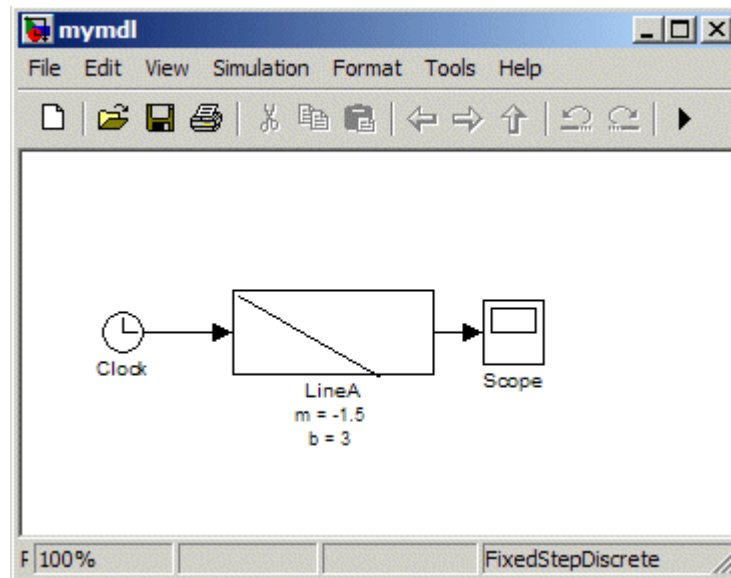 mymdl
File Edit View Simulation Format Tools Help
Clock
LineA
m = -1.5
b = 3
Scope
F 100% FixedStepDiscrete